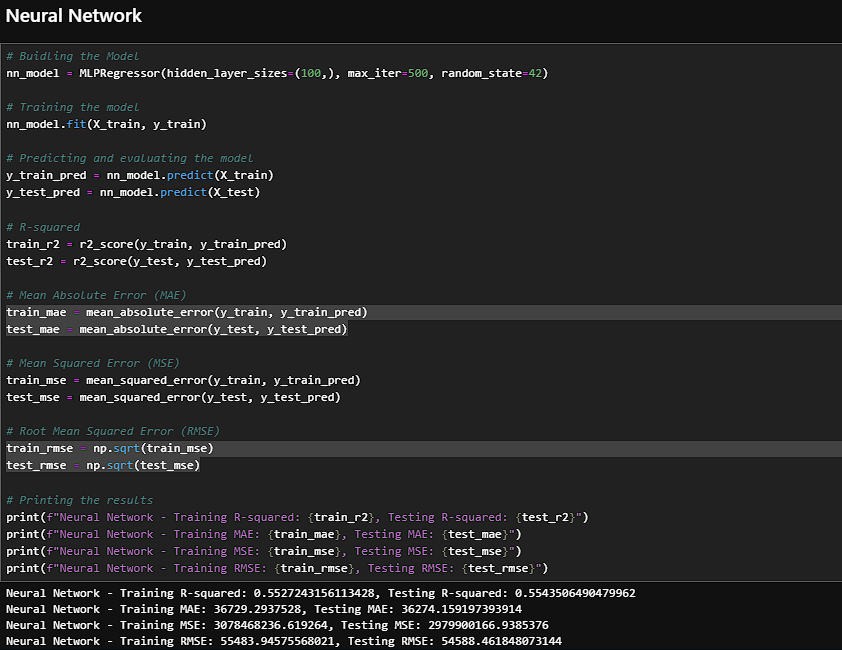 Neural Network
# Buidling the Model
nn_model = MLPRegressor(hidden_layer_sizes=(100,), max_iter=500, random_state=42)
# Training the model
nn_model.fit(X_train, y_train)
# Predicting and evaluating the model
y_train_pred = nn_model.predict(X_train)
y_test_pred = nn_model.predict(X_test)
# R-squared
train_r2 = r2_score(y_train, y_train_pred)
test_r2 = r2_score(y_test, y_test_pred)
# Mean Absolute Error (MAE)
train_mae = mean_absolute_error(y_train, y_train_pred)
test_mae = mean_absolute_error(y_test, y_test_pred)
# Mean Squared Error (MSE)
train_mse = mean_squared_error(y_train, y_train_pred)
test_mse = mean_squared_error(y_test, y_test_pred)
# Root Mean Squared Error (RMSE)
train_rmse = np.sqrt(train_mse)
test_rmse = np.sqrt(test_mse)
# Printing the results
print(f"Neural Network - Training R-squared: {train_r2}, Testing R-squared: {test_r2}")
print(f"Neural Network - Training MAE: {train_mae}, Testing MAE: {test_mae}")
print(f"Neural Network - Training MSE: {train_mse}, Testing MSE: {test_mse}")
print(f"Neural Network - Training RMSE: {train_rmse}, Testing RMSE: {test_rmse}")
Neural Network - Training R-squared: 0.5527243156113428, Testing R-squared: 0.5543506490479962
Neural Network - Training MAE: 36729.2937528, Testing MAE: 36274.159197393914
Neural Network - Training MSE: 3078468236.619264, Testing MSE: 2979900166.9385376
Neural Network - Training RMSE: 55483.94575568021, Testing RMSE: 54588.461848073144